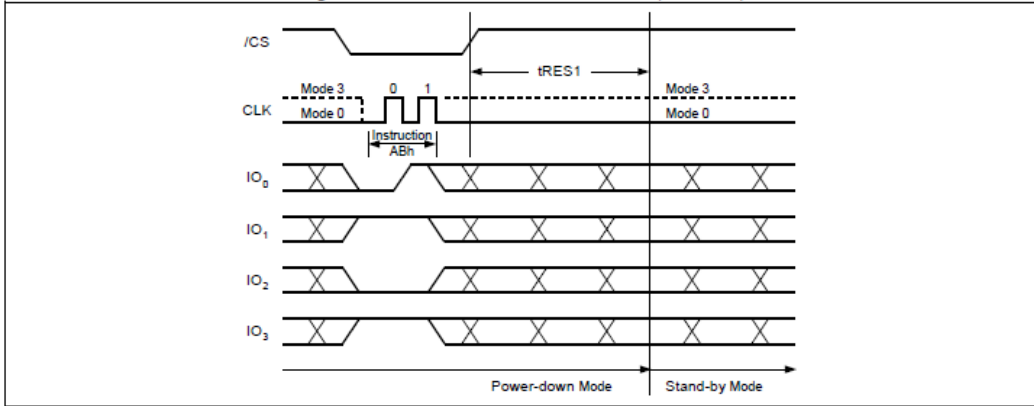 /CS
tRES1
Mode 3 0 1 Mode 3
CLK Mode 0 Mode 0
Instruction
ABh
IO0
IO1
IO2
IO3
Power-down Mode Stand-by Mode